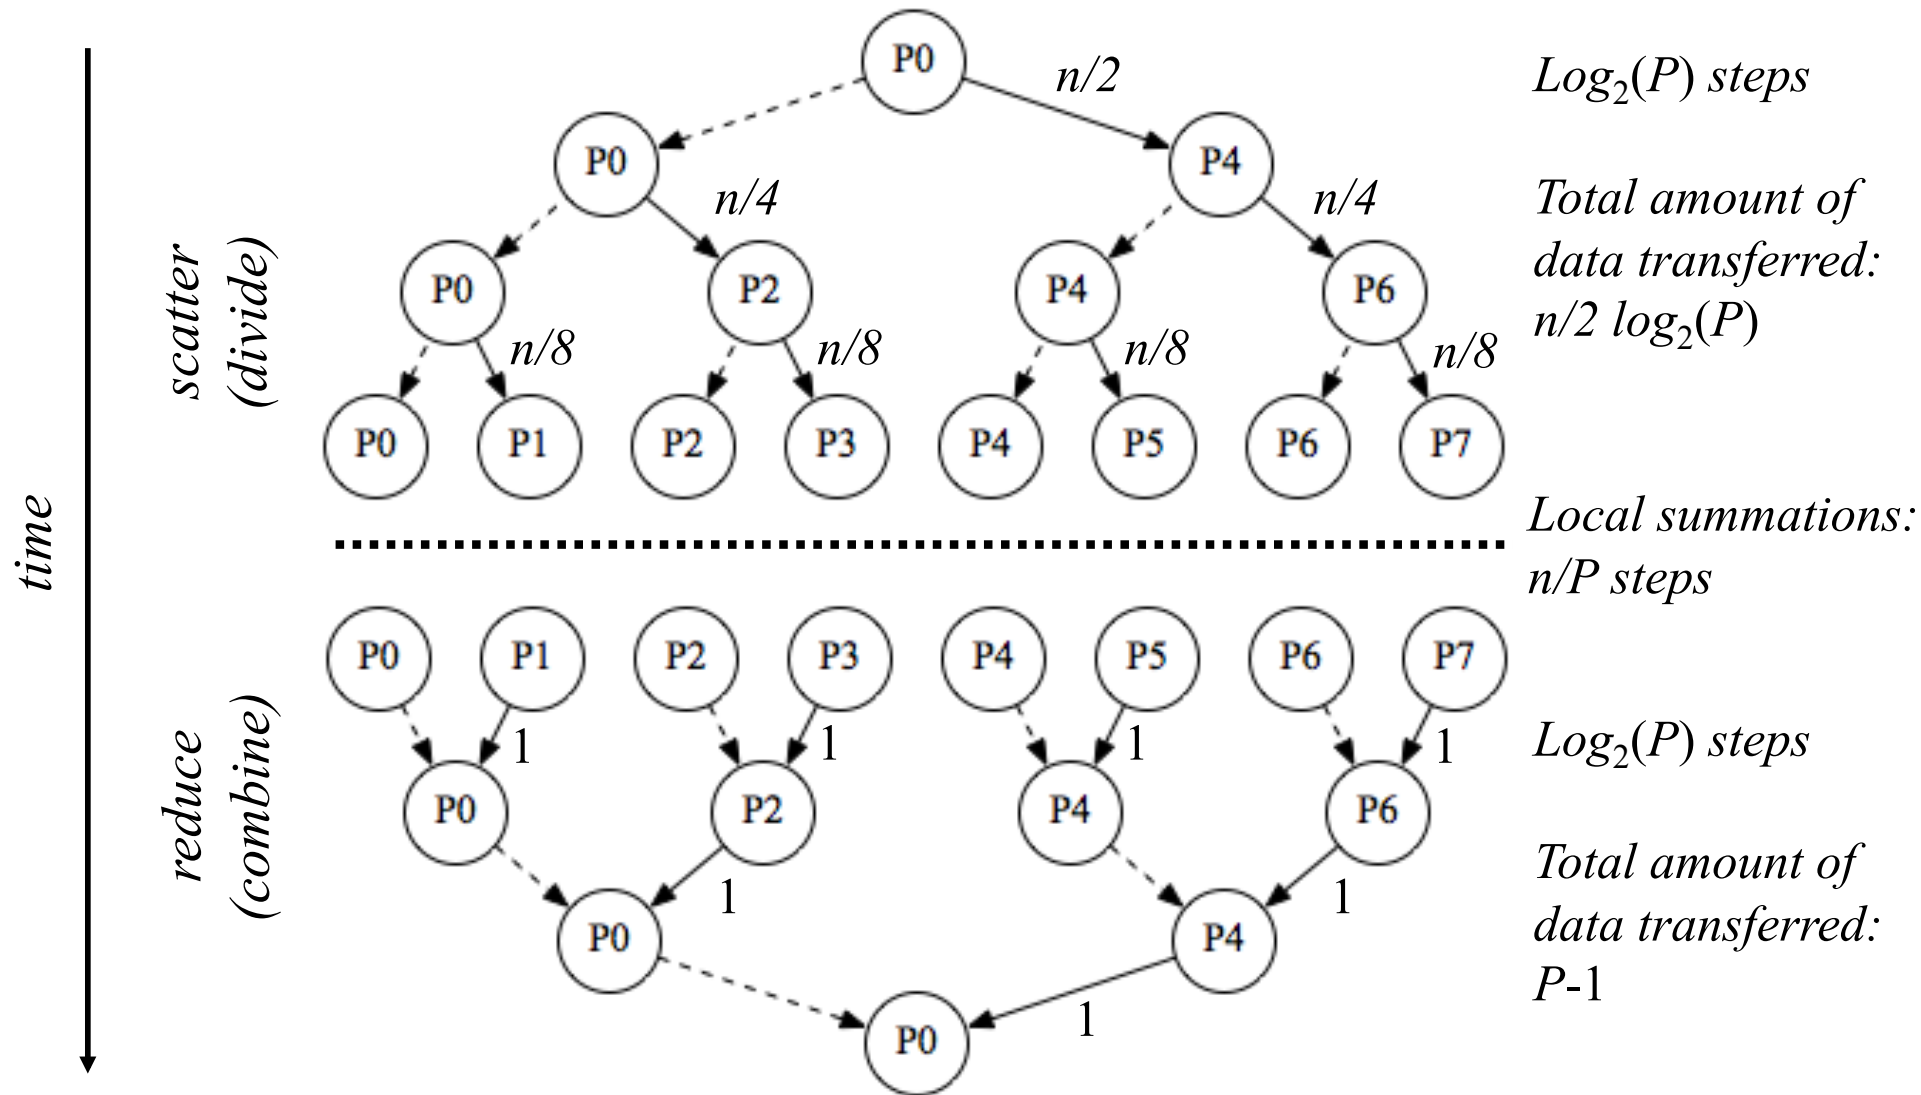 P0
n/2
Log2(P) steps
P0
P4
n/4
n/4
Total amount of
data transferred:
n/2 log2(P)
scatter
(divide)
P0
P2
P4
P6
n/8
n/8
n/8
n/8
P0
P1
P2
P3
P4
P5
P6
P7
time
Local summations:
n/P steps
P0
P1
P2
P3
P4
P5
P6
P7
1
1
1
1
Log2(P) steps
reduce
(combine)
P0
P2
P4
P6
1
1
Total amount of
data transferred:
P-1
P0
P4
1
P0